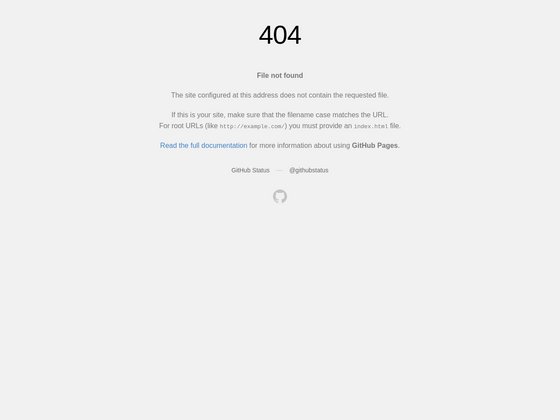 404
File not found
The site configured at this address does not contain the requested file.
If this is your site, make sure that the filename case matches the URL.
For root URLs (like http://example.com/) you must provide an index.html file.
Read the full documentation for more information about using GitHub Pages.
GitHub Status — @githubstatus